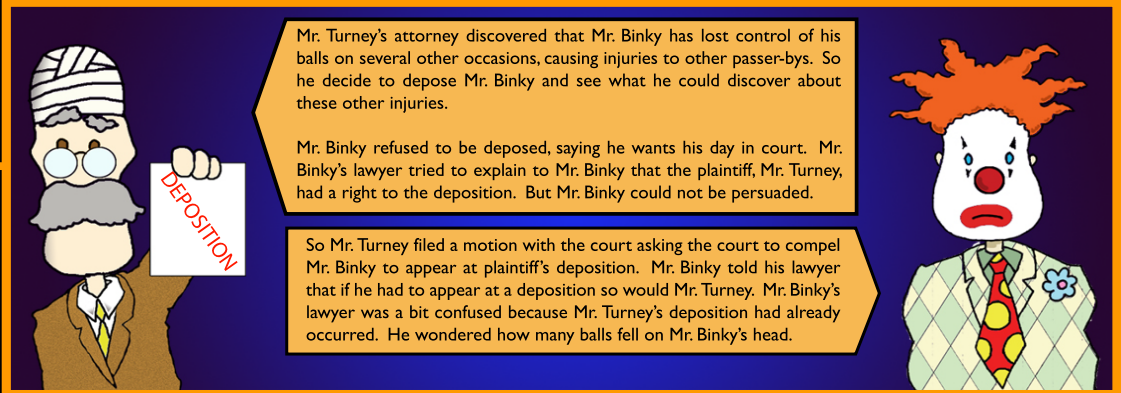 Mr. Turney's attorney discovered that Mr. Binky has lost control of his
balls on several other occasions, causing injuries to other passer-bys. So
he decide to depose Mr. Binky and see what he could discover about
these other injuries.
Mr. Binky refused to be deposed, saying he wants his day in court. Mr.
Binky's lawyer tried to explain to Mr. Binky that the plaintiff, Mr. Turney,
had a right to the deposition. But Mr. Binky could not be persuaded.
DEPOSITION
So Mr. Turney filed a motion with the court asking the court to compel
Mr. Binky to appear at plaintiff's deposition. Mr. Binky told his lawyer
that if he had to appear at a deposition so would Mr. Turney. Mr. Binky's
lawyer was a bit confused because Mr. Turney's deposition had already
occurred. He wondered how many balls fell on Mr. Binky's head.